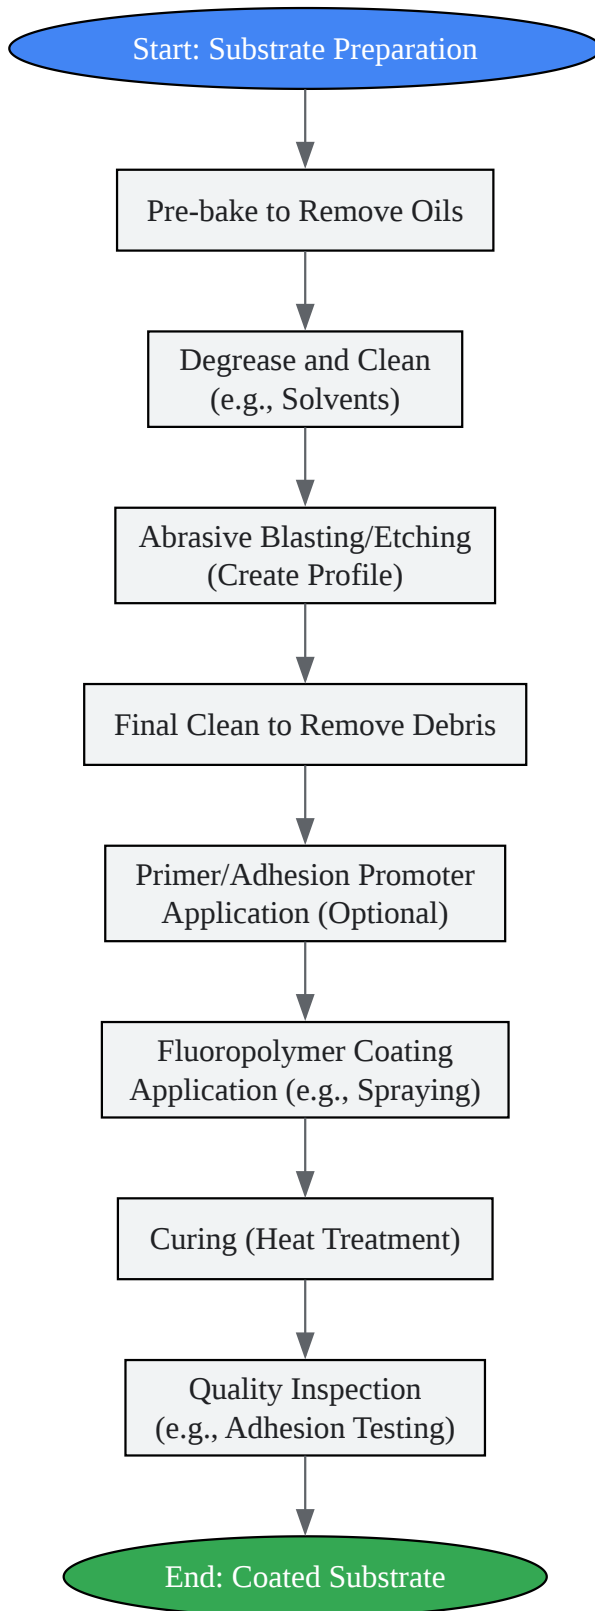 Start: Substrate Preparation
Pre-bake to Remove Oils
Degrease and Clean
(e.g., Solvents)
Abrasive Blasting/Etching
(Create Profile)
Final Clean to Remove Debris
Primer/Adhesion Promoter
Application (Optional)
Fluoropolymer Coating
Application (e.g., Spraying)
Curing (Heat Treatment)
Quality Inspection
(e.g., Adhesion Testing)
End: Coated Substrate